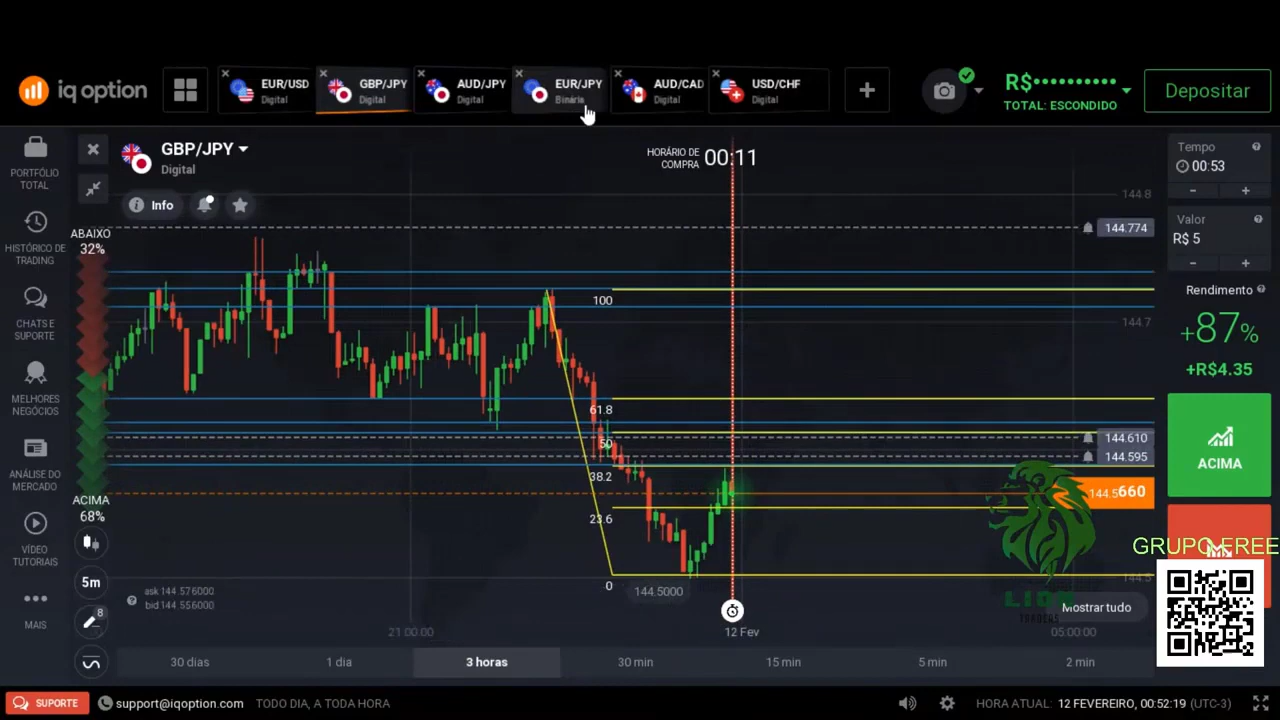 iq option
EUR/USD
Digital
GBP/JPY
Digital
AUD/JPY
Digital
EUR/JPY
Binária
AUD/CAD
Digital
USD/CHF
Digital
R$••••••••••
TOTAL: ESCONDIDO
Depositar
PORTFÓLIO
TOTAL
HISTÓRICO DE
TRADING
CHATS E
SUPORTE
MELHORES
NEGÓCIOS
ANÁLISE DO
MERCADO
VÍDEO
TUTORIAIS
MAIS
GBP/JPY
Digital
Info
ABAIXO
32%
ACIMA
68%
5m
8
HORÁRIO DE
COMPRA
00:11
144.8
144.774
144.7
100
61.8
50
38.2
23.6
0
144.610
144.595
144.5660
144.5
144.5000
ask 144.576000
bid 144.556000
21:00:00
12 Fev
05:00:00
LION
TRADERS
Mostrar tudo
30 dias
1 dia
3 horas
30 min
15 min
5 min
2 min
Tempo
00:53
-
+
Valor
R$ 5
-
+
Rendimento
+87%
+R$4.35
ACIMA
GRUPO FREE
SUPORTE
support@iqoption.com
TODO DIA, A TODA HORA
HORA ATUAL: 12 FEVEREIRO, 00:52:19 (UTC-3)